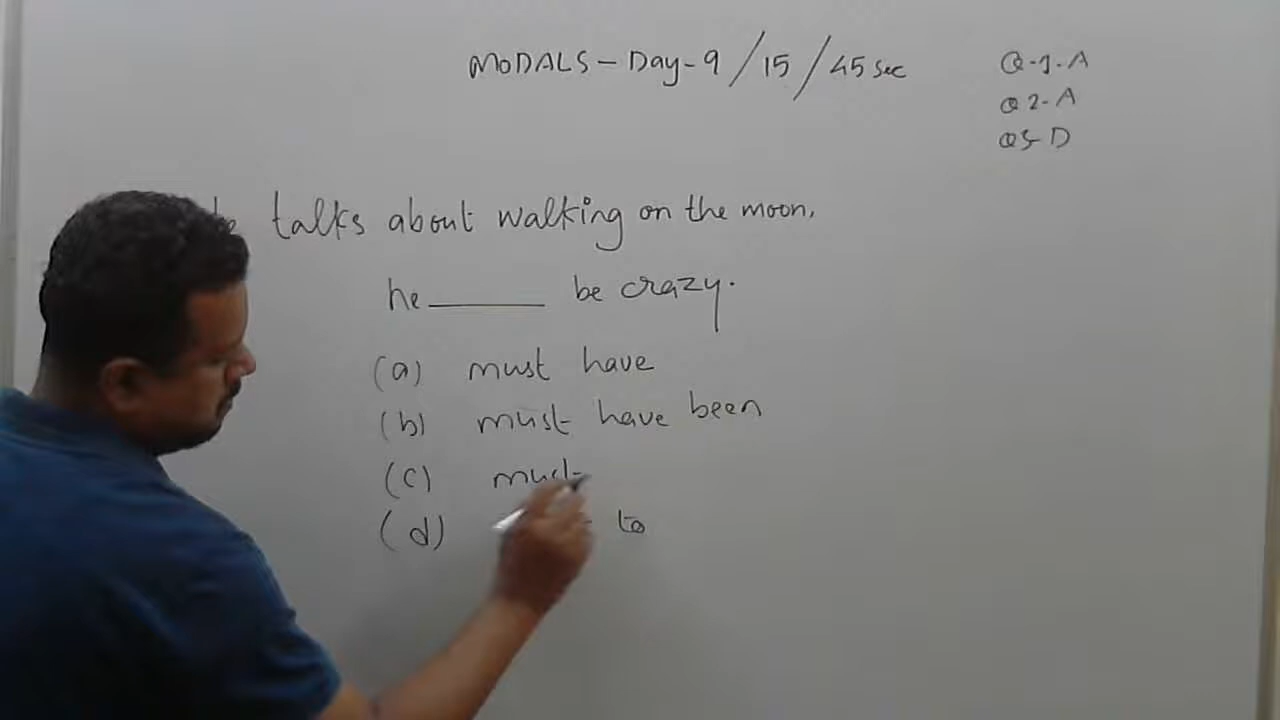 MODALS - Day - 9 / 15 / 45 sec
Q-1-A
Q 2-A
Q5-D
talks about walking on the moon,
he ______ be crazy.
(a) must have
(b) must have been
(c) must
(d) to